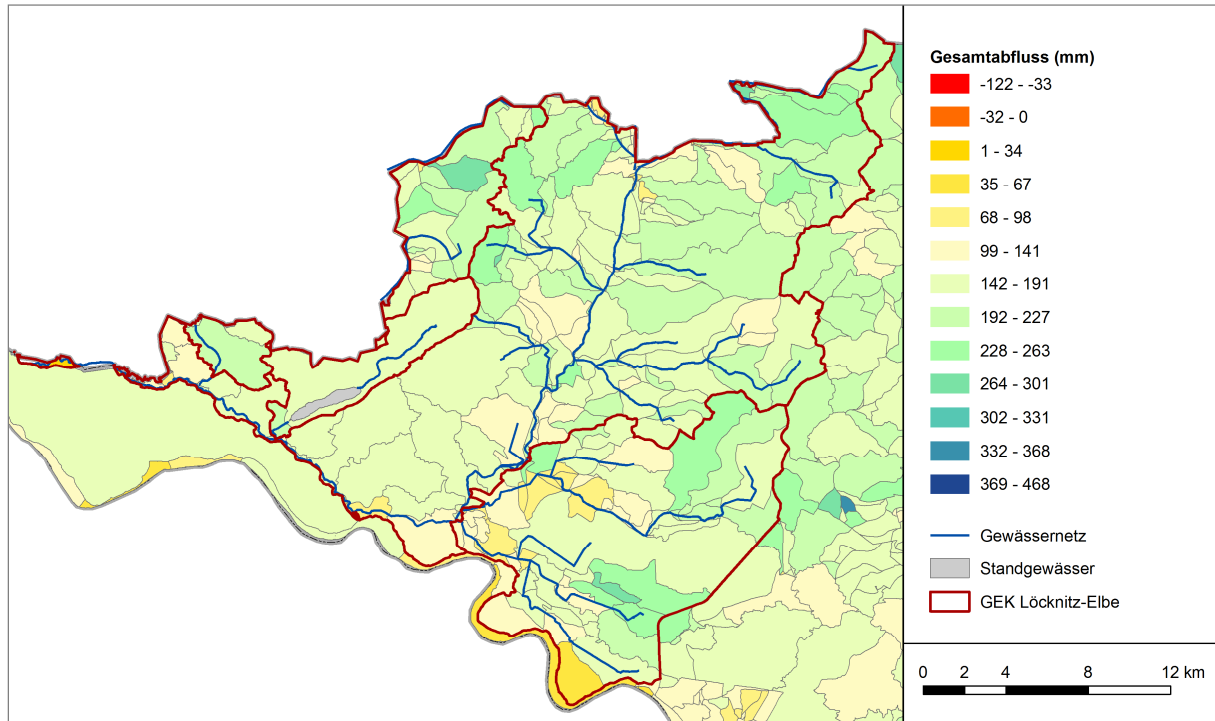 Gesamtabfluss (mm)
-122 - -33
-32 - 0
1 - 34
35 - 67
68 - 98
99 - 141
142 - 191
192 - 227
228 - 263
264 - 301
302 - 331
332 - 368
369 - 468
Gewässernetz
Standgewässer
GEK Löcknitz-Elbe
0 2 4 8 12 km